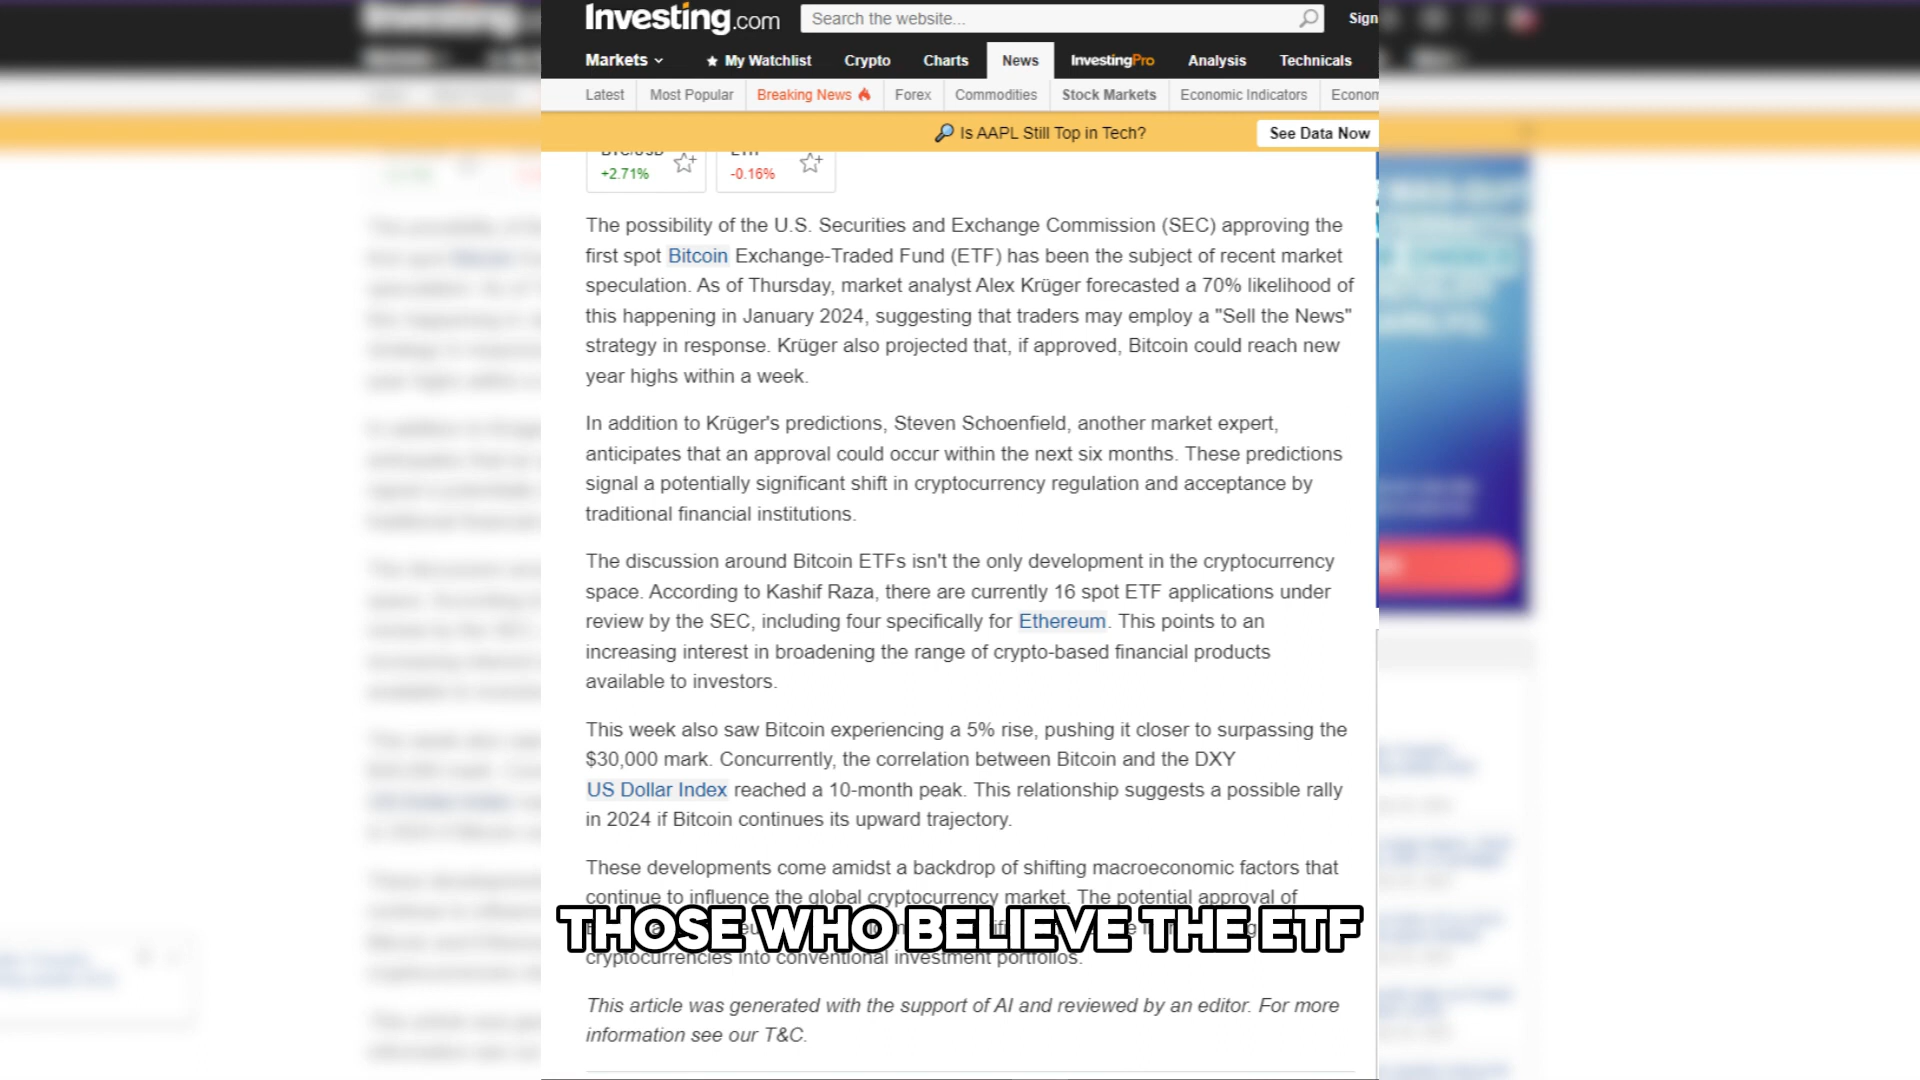 Investing.com
Search the website...
Sign
Markets
My Watchlist
Crypto
Charts
News
InvestingPro
Analysis
Technicals
Latest
Most Popular
Breaking News
Forex
Commodities
Stock Markets
Economic Indicators
Econom
Is AAPL Still Top in Tech?
See Data Now
+2.71%
-0.16%
The possibility of the U.S. Securities and Exchange Commission (SEC) approving the
first spot Bitcoin Exchange-Traded Fund (ETF) has been the subject of recent market
speculation. As of Thursday, market analyst Alex Krüger forecasted a 70% likelihood of
this happening in January 2024, suggesting that traders may employ a "Sell the News"
strategy in response. Krüger also projected that, if approved, Bitcoin could reach new
year highs within a week.
In addition to Krüger's predictions, Steven Schoenfield, another market expert,
anticipates that an approval could occur within the next six months. These predictions
signal a potentially significant shift in cryptocurrency regulation and acceptance by
traditional financial institutions.
The discussion around Bitcoin ETFs isn't the only development in the cryptocurrency
space. According to Kashif Raza, there are currently 16 spot ETF applications under
review by the SEC, including four specifically for Ethereum. This points to an
increasing interest in broadening the range of crypto-based financial products
available to investors.
This week also saw Bitcoin experiencing a 5% rise, pushing it closer to surpassing the
$30,000 mark. Concurrently, the correlation between Bitcoin and the DXY
US Dollar Index reached a 10-month peak. This relationship suggests a possible rally
in 2024 if Bitcoin continues its upward trajectory.
These developments come amidst a backdrop of shifting macroeconomic factors that
continue to influence the global cryptocurrency market. The potential approval of
THOSE WHO BELIEVE THE ETF
cryptocurrencies into conventional investment portfolios.
This article was generated with the support of AI and reviewed by an editor. For more
information see our T&C.